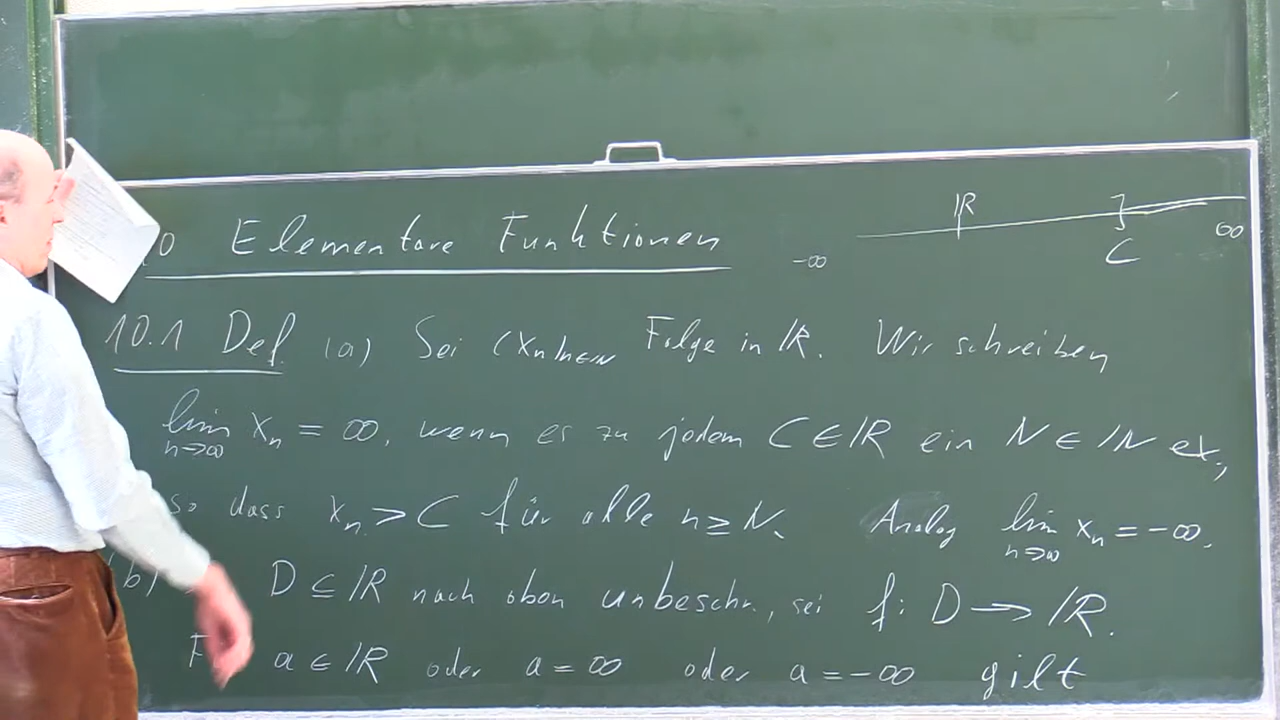 0 Elementare Funktionen
-∞ ℝ ] C ∞
10.1 Def. (a) Sei (xₙ)ₙ∈ℕ Folge in ℝ. Wir schreiben
lim n→∞ xₙ = ∞, wenn es zu jedem C ∈ ℝ ein N ∈ ℕ ex.,
so dass xₙ > C für alle n ≥ N. Analog lim n→∞ xₙ = -∞.
b) D ⊆ ℝ nach oben unbeschr., sei f: D → ℝ.
F a ∈ ℝ oder a = ∞ oder a = -∞ gilt